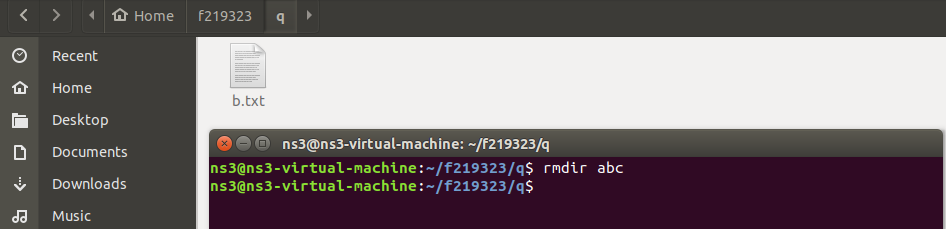 Home f219323 q
Recent
Home
Desktop
Documents
Downloads
Music
b.txt
ns3@ns3-virtual-machine: ~/f219323/q
ns3@ns3-virtual-machine:~/f219323/q$ rmdir abc
ns3@ns3-virtual-machine:~/f219323/q$